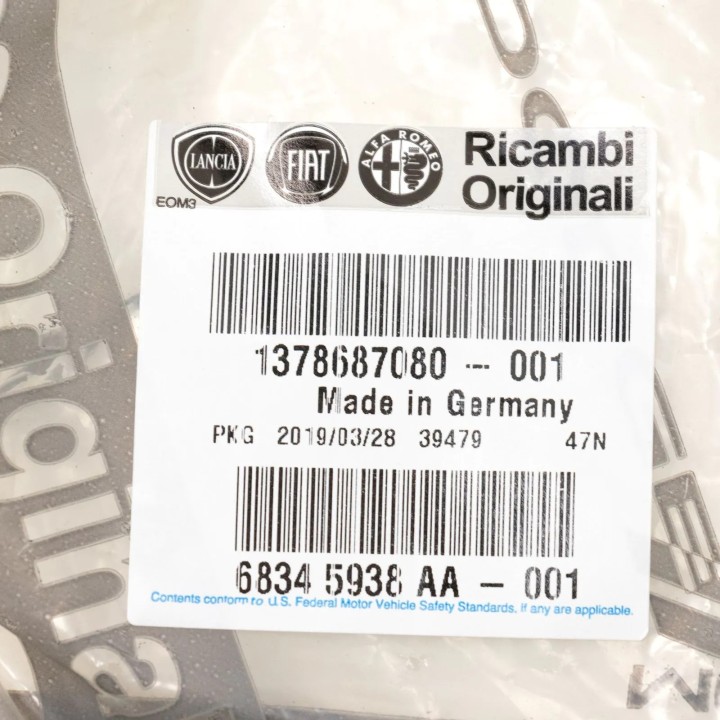 LANCIA
FIAT
ALFA ROMEO
Ricambi
Originali
EOM3
1378687080 -- 001
Made in Germany
PKG 2019/03/28 39479 47N
6834 5938 AA - 001
Contents conform to U.S. Federal Motor Vehicle Safety Standards, if any are applicable.
Origina
M